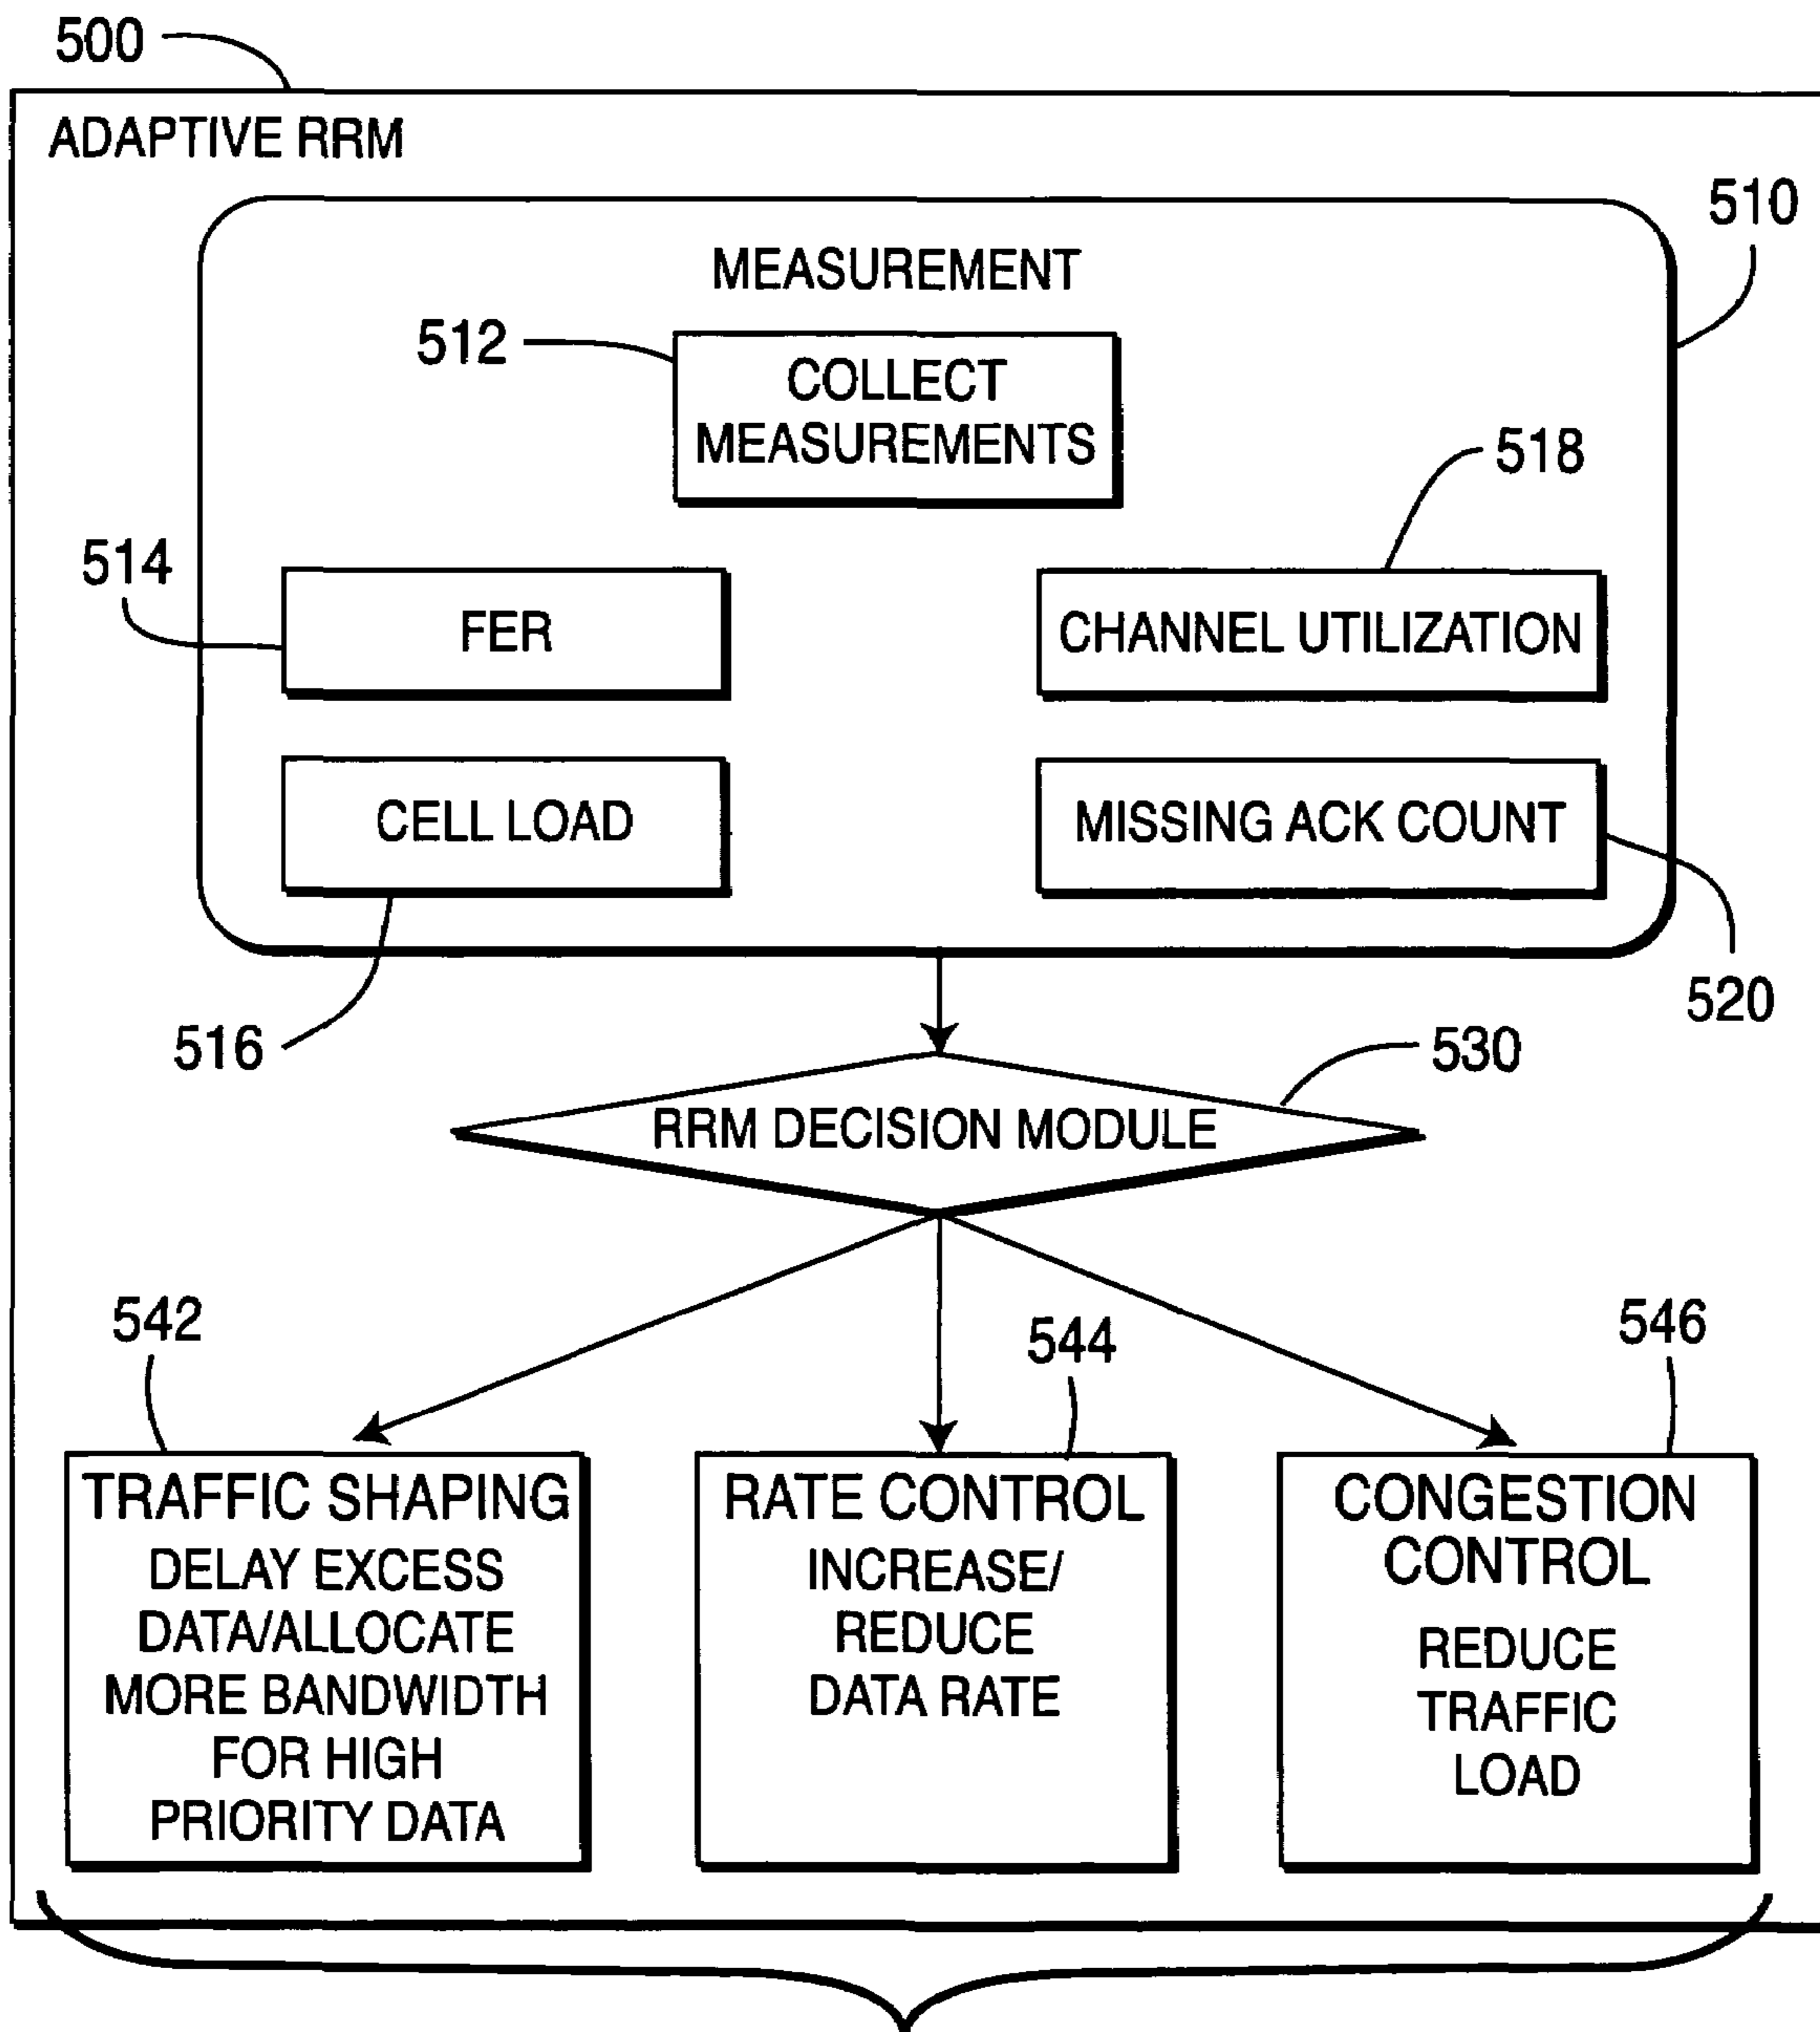 500
ADAPTIVE RRM
510
MEASUREMENT
512
COLLECT
MEASUREMENTS
518
514
FER
CHANNEL UTILIZATION
CELL LOAD
MISSING ACK COUNT
516
520
530
RRM DECISION MODULE
542
544
546
TRAFFIC SHAPING
DELAY EXCESS
DATA/ALLOCATE
MORE BANDWIDTH
FOR HIGH
PRIORITY DATA
RATE CONTROL
INCREASE/
REDUCE
DATA RATE
CONGESTION
CONTROL
REDUCE
TRAFFIC
LOAD